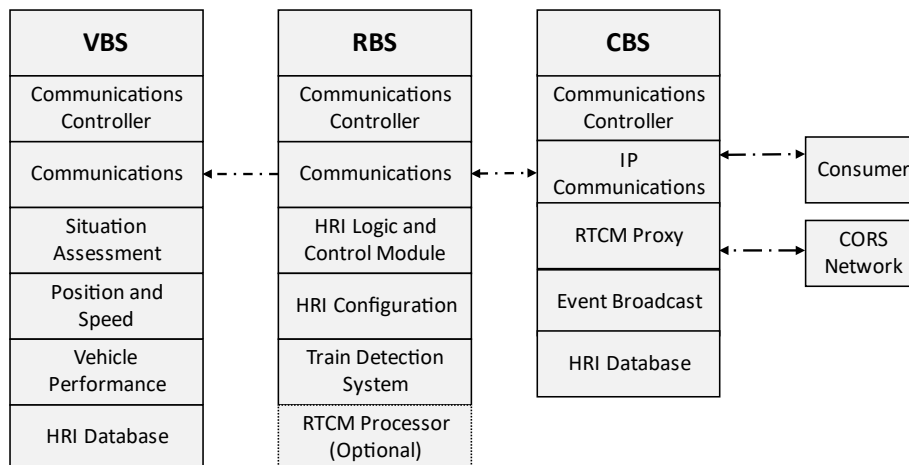 VBS
Communications
Controller
Communications
Situation
Assessment
Position and
Speed
Vehicle
Performance
HRI Database
RBS
Communications
Controller
Communications
HRI Logic and
Control Module
HRI Configuration
Train Detection
System
RTCM Processor
(Optional)
CBS
Communications
Controller
IP
Communications
RTCM Proxy
Event Broadcast
HRI Database
Consumer
CORS
Network